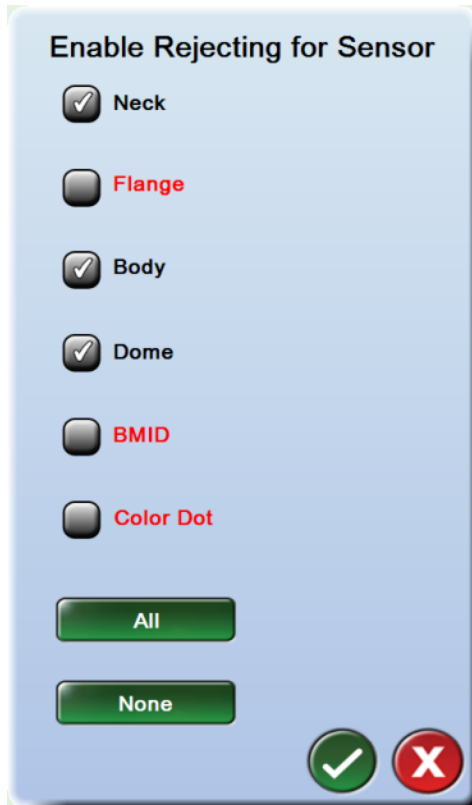 Enable Rejecting for Sensor
Neck
Flange
Body
Dome
BMID
Color Dot
All
None